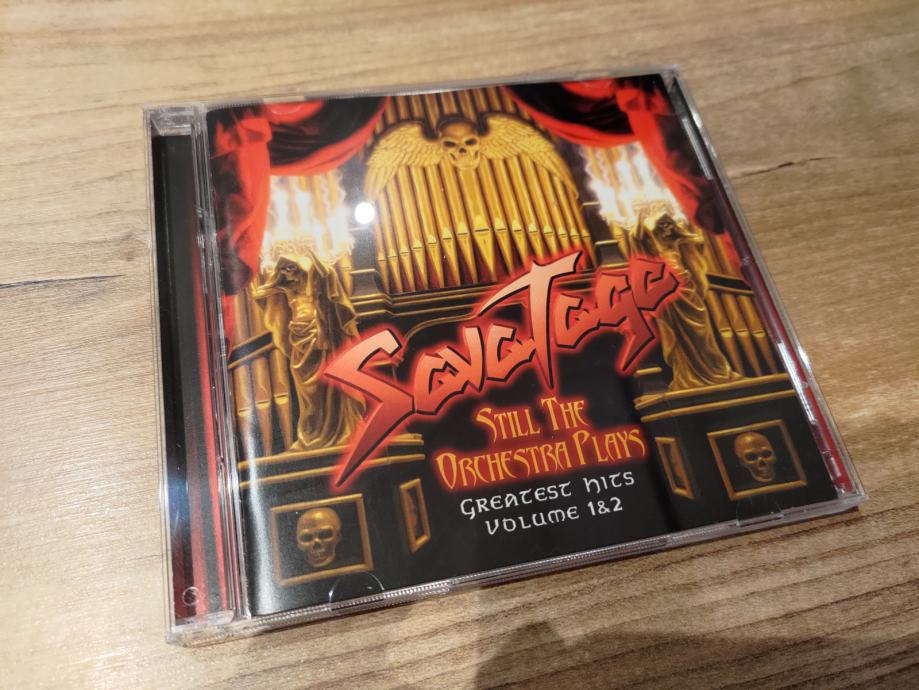 SavaTage
STILL THE
ORCHESTRA PLAYS
GREATEST HITS
VOLUME 1&2